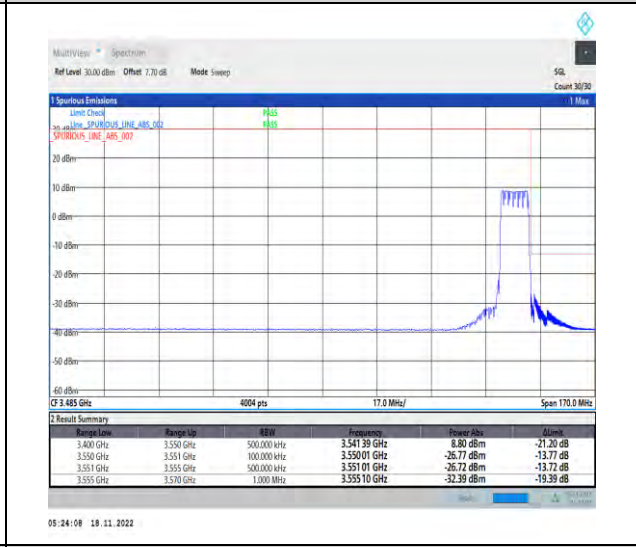 MultiView Spectrum
Ref Level 30.00 dBm Offset 7.70 dB Mode Sweep SGL
Count 30/30
1 Spurious Emissions 1 Max
Limit Check PASS
Line _SPURIOUS_LINE_ABS_002 PASS
_SPURIOUS_LINE_ABS_002
20 dBm
10 dBm
0 dBm
-10 dBm
-20 dBm
-30 dBm
-40 dBm
-50 dBm
-60 dBm
CF 3.485 GHz 4004 pts 17.0 MHz/ Span 170.0 MHz
2 Result Summary
Range Low Range Up RBW Frequency Power Abs ΔLimit
3.400 GHz 3.550 GHz 500.000 kHz 3.541 39 GHz 8.80 dBm -21.20 dB
3.550 GHz 3.551 GHz 100.000 kHz 3.550 01 GHz -26.77 dBm -13.77 dB
3.551 GHz 3.555 GHz 500.000 kHz 3.551 01 GHz -26.72 dBm -13.72 dB
3.555 GHz 3.570 GHz 1.000 MHz 3.555 10 GHz -32.39 dBm -19.39 dB
05:24:08 18.11.2022